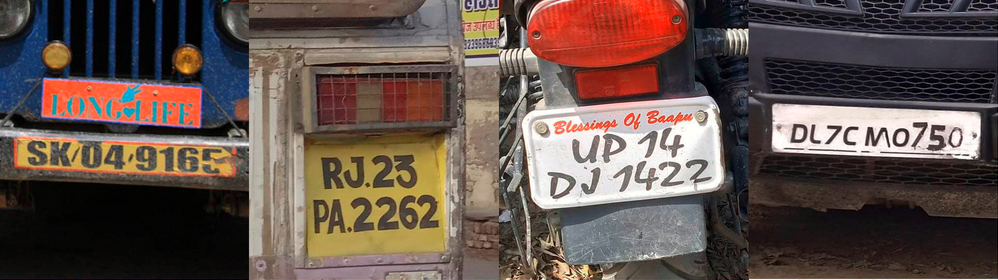 LONG LIFE
SK/04/9165
RJ.23
PA.2262
Blessings Of Baapu
UP 14
DJ 1422
DL7C MO750